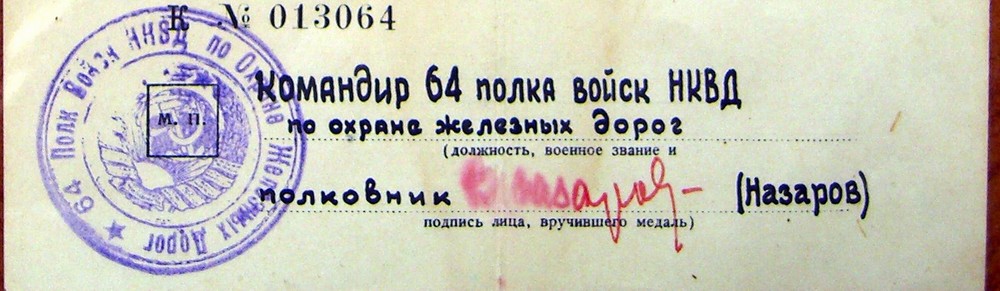 К № 013064
64 Полк Войск НКВД по Охране Железных Дорог
М. П.
Командир 64 полка войск НКВД
по охране железных дорог
(должность, военное звание и
полковник Назаров (Назаров)
подпись лица, вручившего медаль)